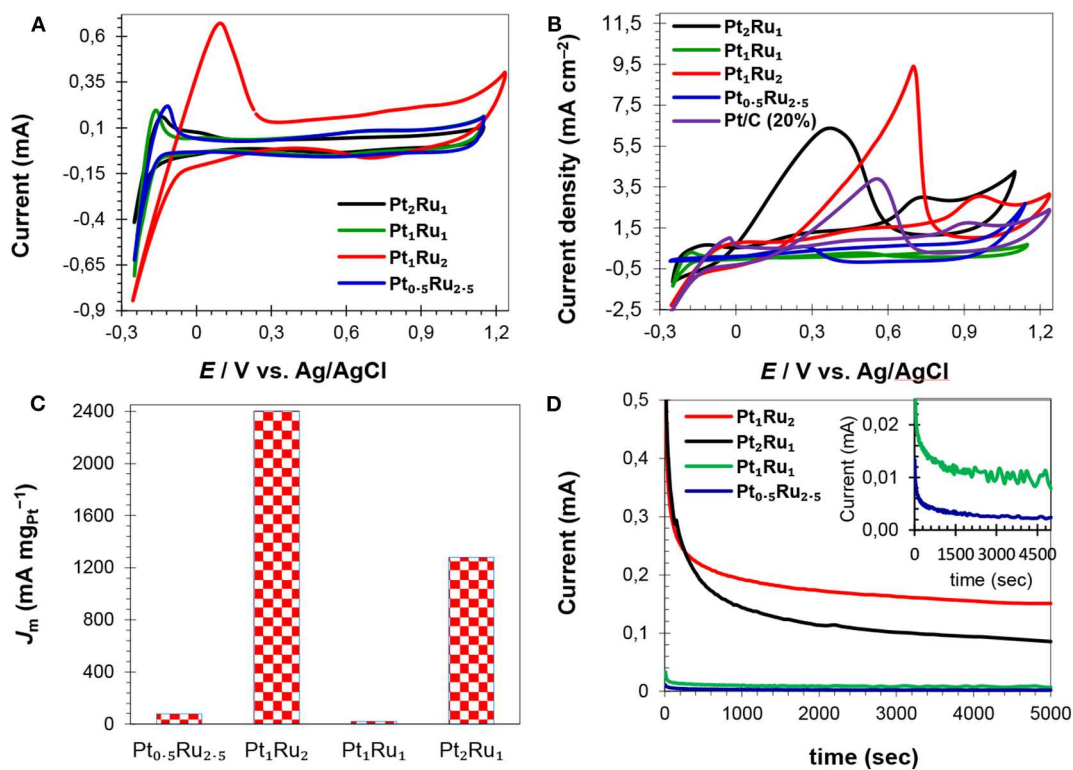 A
0,6
0,35
0,1
-0,15
-0,4
-0,65
-0,9
Current (mA)
Pt₂Ru₁
Pt₁Ru₁
Pt₁Ru₂
Pt₀.₅Ru₂.₅
-0,3
0
0,3
0,6
0,9
1,2
E / V vs. Ag/AgCl
B
11,5
9,5
7,5
5,5
3,5
1,5
-0,5
-2,5
Current density (mA cm⁻²)
Pt₂Ru₁
Pt₁Ru₁
Pt₁Ru₂
Pt₀.₅Ru₂.₅
Pt/C (20%)
-0,3
0
0,3
0,6
0,9
1,2
E / V vs. Ag/AgCl
C
2400
2000
1600
1200
800
400
0
Jₘ (mA mgPt⁻¹)
Pt₀.₅Ru₂.₅
Pt₁Ru₂
Pt₁Ru₁
Pt₂Ru₁
D
0,5
0,4
0,3
0,2
0,1
0
Current (mA)
Pt₁Ru₂
Pt₂Ru₁
Pt₁Ru₁
Pt₀.₅Ru₂.₅
0,02
0,01
0,00
Current (mA)
0
1500
3000
4500
time (sec)
0
1000
2000
3000
4000
5000
time (sec)